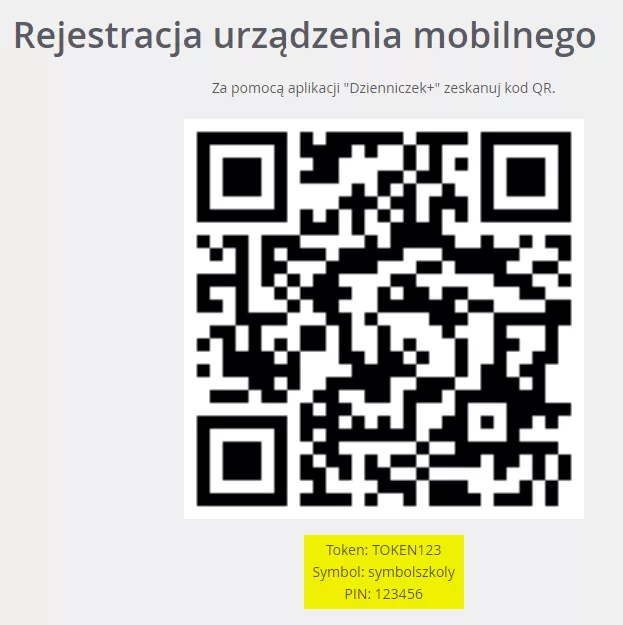 Rejestracja urządzenia mobilnego
Za pomocą aplikacji "Dzienniczek+" zeskanuj kod QR.
Token: TOKEN123
Symbol: symbolszkoly
PIN: 123456